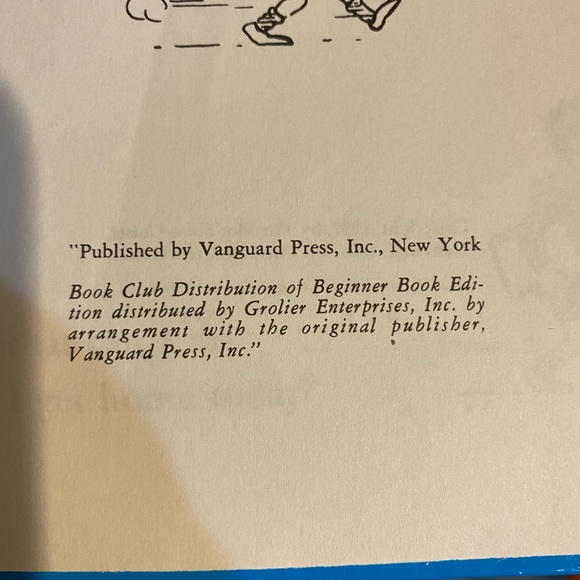 "Published by Vanguard Press, Inc., New York
Book Club Distribution of Beginner Book Edi-
tion distributed by Grolier Enterprises, Inc. by
arrangement with the original publisher,
Vanguard Press, Inc."